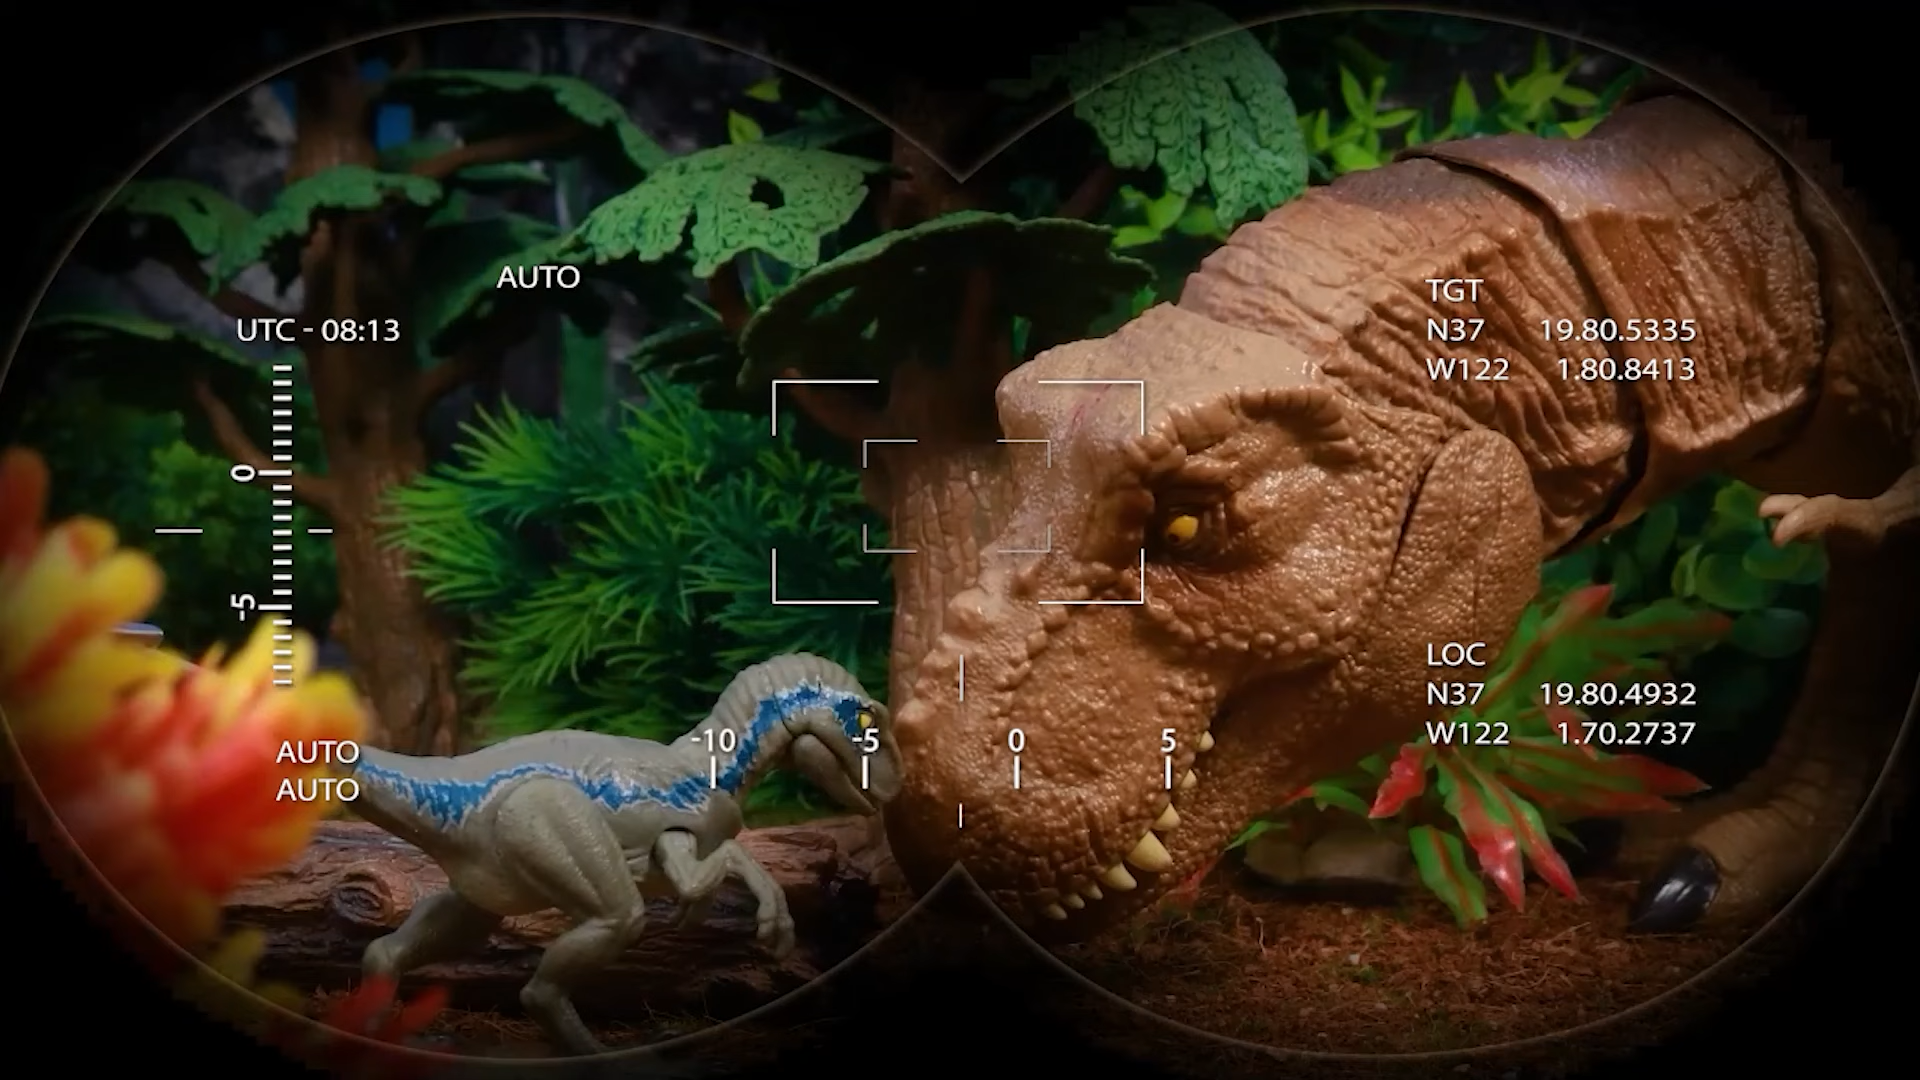 AUTO
UTC - 08:13
TGT
N37 19.80.5335
W122 1.80.8413
0
-5
LOC
N37 19.80.4932
W122 1.70.2737
-10 -5 0 5
AUTO
AUTO